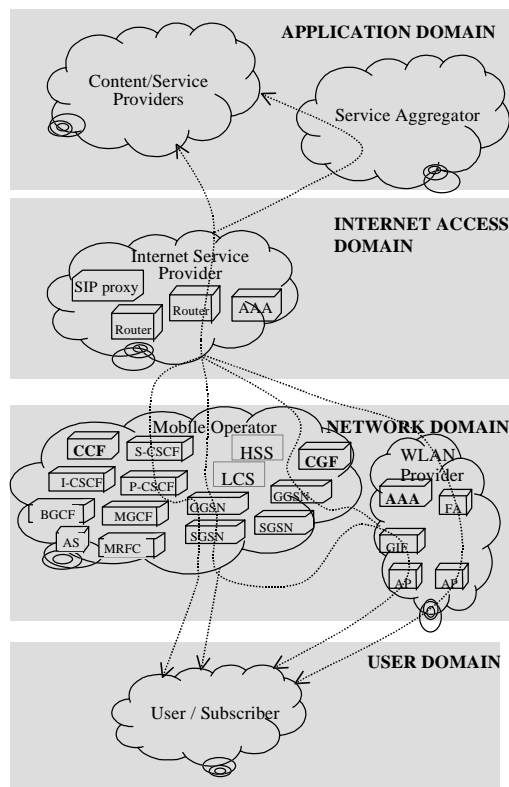 APPLICATION DOMAIN
Content/Service
Providers
Service Aggregator
INTERNET ACCESS
DOMAIN
Internet Service
Provider
SIP proxy
Router
Router
AAA
NETWORK DOMAIN
Mobile Operator
CCF
S-CSCF
HSS
CGF
I-CSCF
P-CSCF
LCS
BGCF
MGCF
GGSN
GGSN
AS
MRFC
SGSN
SGSN
WLAN
Provider
AAA
FA
GIF
AP
AP
USER DOMAIN
User / Subscriber